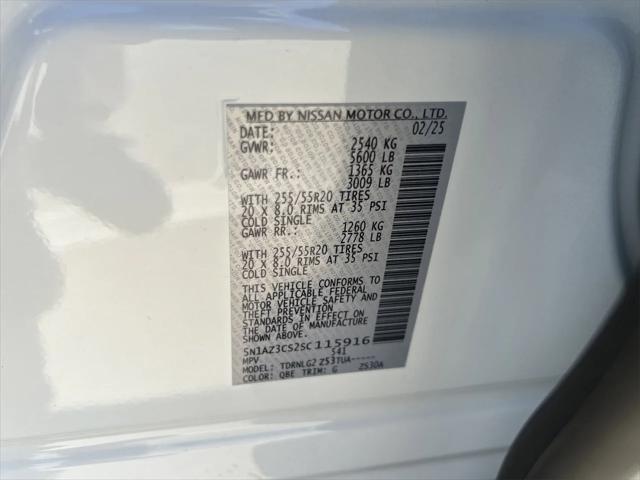 MFD BY NISSAN MOTOR CO., LTD.
DATE: 02/25
GVWR: 2540 KG
5600 LB
GAWR FR.: 1365 KG
3009 LB
WITH 255/55R20 TIRES
20 X 8.0 RIMS AT 35 PSI
COLD SINGLE
GAWR RR.: 1260 KG
2778 LB
WITH 255/55R20 TIRES
20 X 8.0 RIMS AT 35 PSI
COLD SINGLE
THIS VEHICLE CONFORMS TO
ALL APPLICABLE FEDERAL
MOTOR VEHICLE SAFETY AND
THEFT PREVENTION
STANDARDS IN EFFECT ON
THE DATE OF MANUFACTURE
SHOWN ABOVE
5N1AZ3CS2SC115916
MPV 541
MODEL: TDRNLG2 Z53TUA-----
COLOR: QBE TRIM: G ZS30A